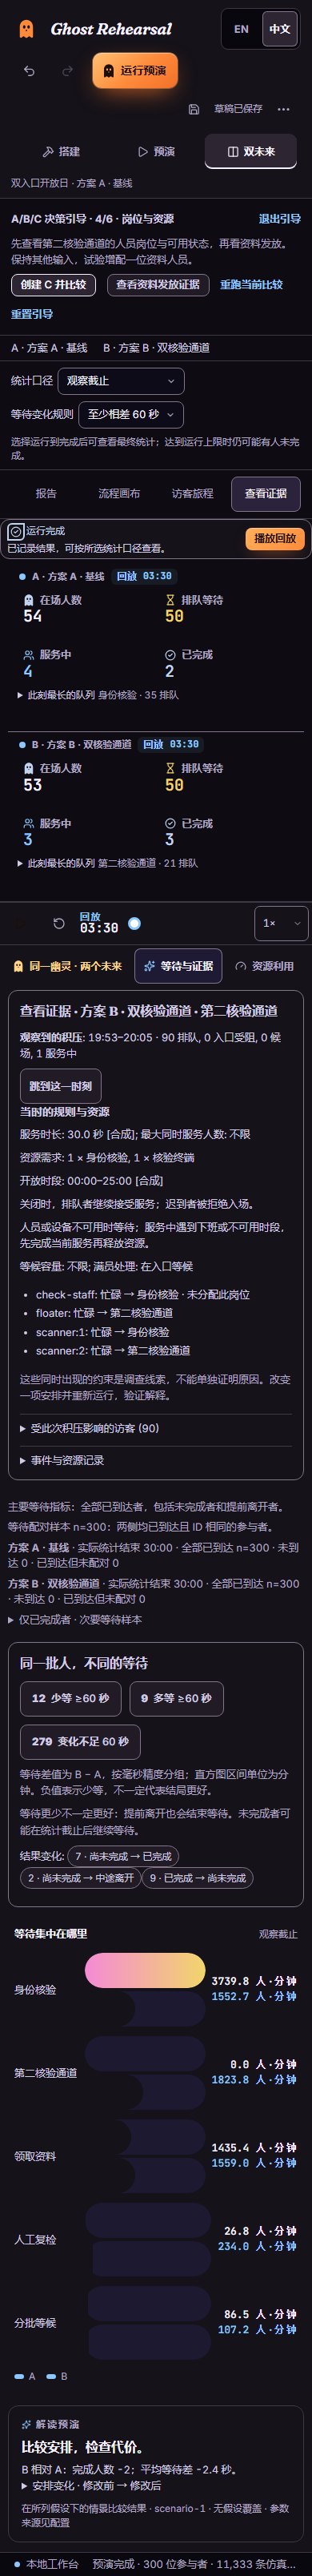 Ghost Rehearsal
EN 中文
运行预演
草稿已保存
搭建 预演 双未来
双入口开放日 · 方案 A · 基线
A/B/C 决策引导 · 4/6 · 岗位与资源 退出引导
先查看第二核验通道的人员岗位与可用状态，再看资料发放。
保持其他输入，试验增配一位资料人员。
创建 C 并比较 查看资料发放证据 重跑当前比较
重置引导
A · 方案 A · 基线 B · 方案 B · 双核验通道
统计口径 观察截止
等待变化规则 至少相差 60 秒
选择运行到完成后可查看最终统计；达到运行上限时仍可能有人未完
成。
报告 流程画布 访客旅程 查看证据
运行完成
已记录结果，可按所选统计口径查看。
播放回放
A · 方案 A · 基线 回放 03:30
在场人数 排队等待
54 50
服务中 已完成
4 2
此刻最长的队列 身份核验 · 35 排队
B · 方案 B · 双核验通道 回放 03:30
在场人数 排队等待
53 50
服务中 已完成
3 3
此刻最长的队列 第二核验通道 · 21 排队
回放
03:30
1×
同一幽灵 · 两个未来 等待与证据 资源利用
查看证据 · 方案 B · 双核验通道 · 第二核验通道
观察到的积压: 19:53–20:05 · 90 排队, 0 入口受阻, 0 候
场, 1 服务中
跳到这一时刻
当时的规则与资源
服务时长: 30.0 秒 [合成]; 最大同时服务人数: 不限
资源需求: 1 × 身份核验, 1 × 核验终端
开放时段: 00:00–25:00 [合成]
关闭时，排队者继续接受服务；迟到者被拒绝入场。
人员或设备不可用时等待；服务中遇到下班或不可用时段，
先完成当前服务再释放资源。
等候容量: 不限; 满员处理: 在入口等候
• check-staff: 忙碌 → 身份核验 · 未分配此岗位
• floater: 忙碌 → 第二核验通道
• scanner:1: 忙碌 → 身份核验
• scanner:2: 忙碌 → 第二核验通道
这些同时出现的约束是调查线索，不能单独证明原因。改变
一项安排并重新运行，验证解释。
受此次积压影响的访客 (90)
事件与资源记录
主要等待指标：全部已到达者，包括未完成者和提前离开者。
等待配对样本 n=300；两侧均已到达且 ID 相同的参与者。
方案 A · 基线 · 实际统计结束 30:00 · 全部已到达 n=300 · 未到
达 0 · 已到达但未配对 0
方案 B · 双核验通道 · 实际统计结束 30:00 · 全部已到达 n=300
· 未到达 0 · 已到达但未配对 0
仅已完成者 · 次要等待样本
同一批人，不同的等待
12 少等 ≥60 秒 9 多等 ≥60 秒
279 变化不足 60 秒
等待差值为 B − A，按毫秒精度分组；直方图区间单位为分
钟。负值表示少等，不一定代表结局更好。
等待更少不一定更好：提前离开也会结束等待。未完成者可
能在统计截止后继续等待。
结果变化: 7 · 尚未完成 → 已完成
2 · 尚未完成 → 中途离开 9 · 已完成 → 尚未完成
等待集中在哪里 观察截止
身份核验 3739.8 人·分钟
1552.7 人·分钟
第二核验通道 0.0 人·分钟
1823.8 人·分钟
领取资料 1435.4 人·分钟
1559.0 人·分钟
人工复检 26.8 人·分钟
234.0 人·分钟
分批等候 86.5 人·分钟
107.2 人·分钟
A B
解读预演
比较安排，检查代价。
B 相对 A：完成人数 -2；平均等待差 -2.4 秒。
安排变化 · 修改前 → 修改后
在所列假设下的情景比较结果 · scenario-1 · 无假设覆盖 · 参数
来源见配置
本地工作台 预演完成 · 300 位参与者 · 11,333 条仿真…